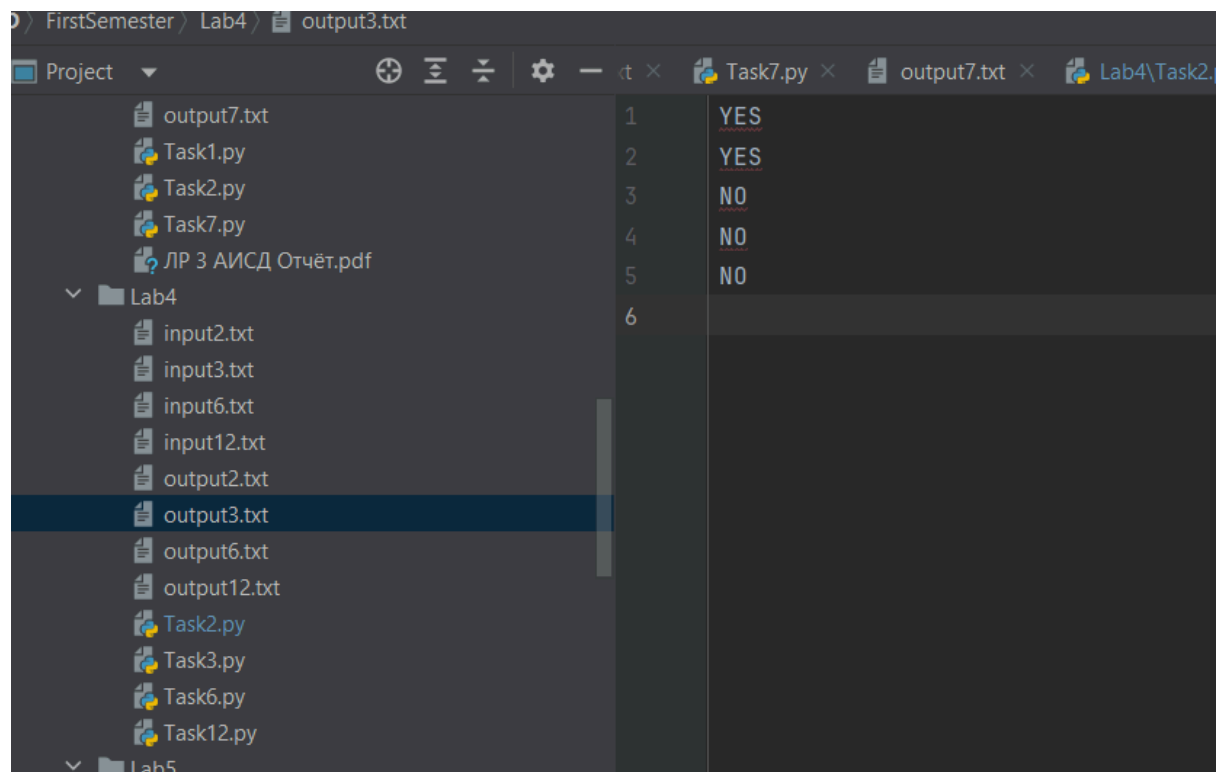 FirstSemester 〉 Lab4 〉 output3.txt
Project
Task7.py
output7.txt
Lab4\Task2.
output7.txt
Task1.py
Task2.py
Task7.py
ЛР 3 АИСД Отчёт.pdf
Lab4
input2.txt
input3.txt
input6.txt
input12.txt
output2.txt
output3.txt
output6.txt
output12.txt
Task2.py
Task3.py
Task6.py
Task12.py
Lab5
1 YES
2 YES
3 NO
4 NO
5 NO
6